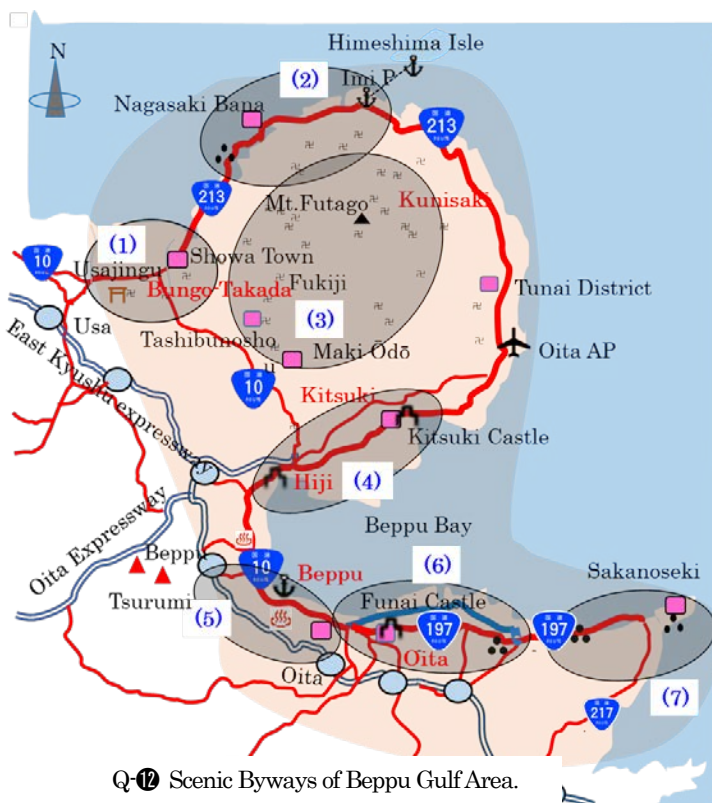 N
Himeshima Isle
(2)
Imi P
Nagasaki Bana
213
213
Mt.Futago
Kunisaki
(1)
10
Showa Town
Usajingu
Bungo-Takada
Fukiji
Tunai District
Usa
Tashibunosho
u
(3)
Maki Ōdō
Oita AP
10
East Kyushu expressway
Kitsuki
Kitsuki Castle
Hiji
(4)
Oita Expressway
Beppu Bay
Beppu
10
Beppu
(6)
Sakanoseki
Tsurumi
(5)
Funai Castle
197
197
Oita
Oita
217
(7)
Q-⓬ Scenic Byways of Beppu Gulf Area.